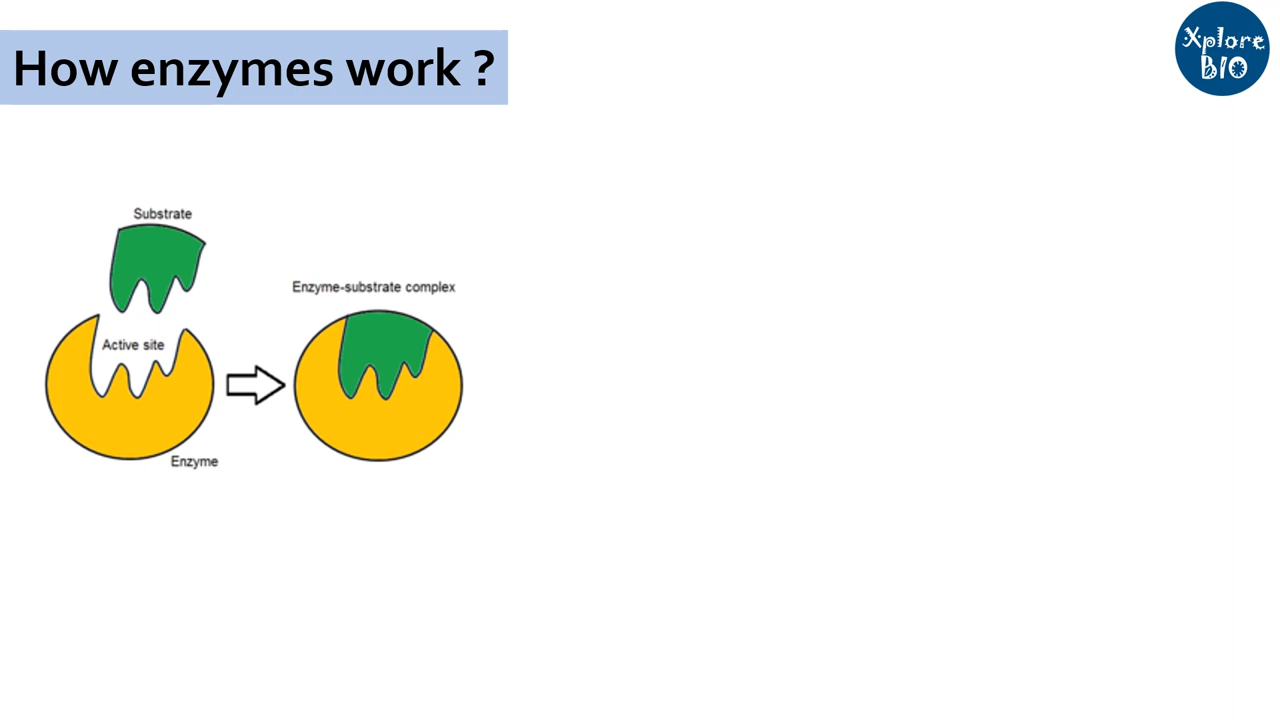 How enzymes work ?
Xplore
BIO
Substrate
Enzyme-substrate complex
Active site
Enzyme